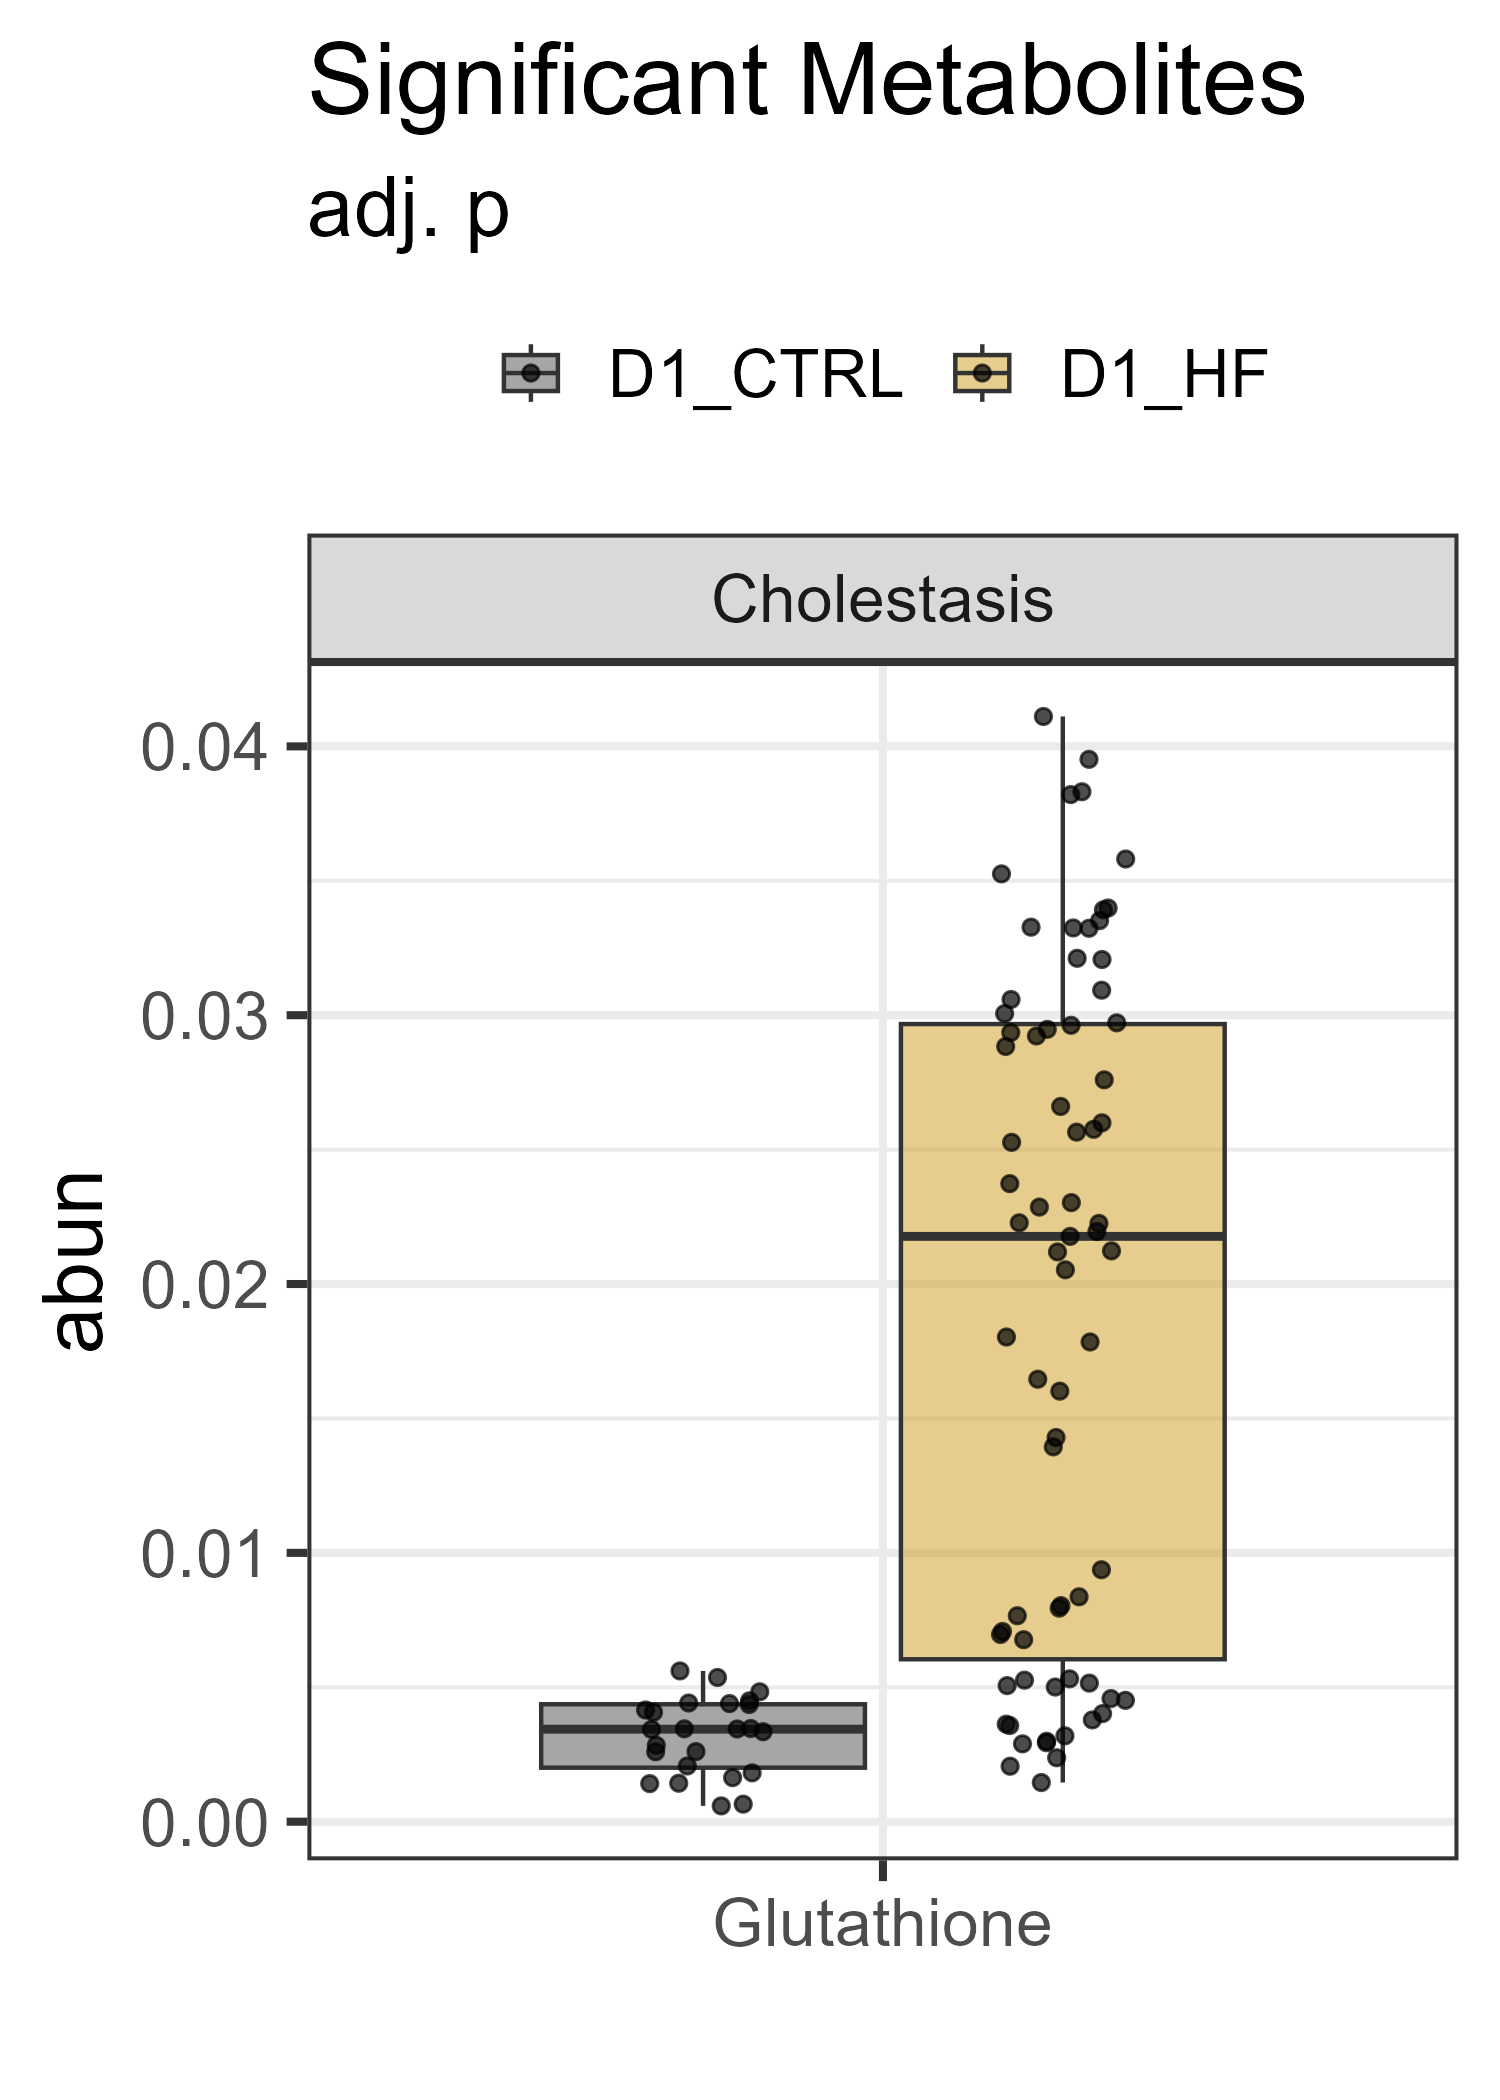 Significant Metabolites
adj. p
D1_CTRL D1_HF
Cholestasis
0.04
0.03
0.02
0.01
0.00
abun
Glutathione